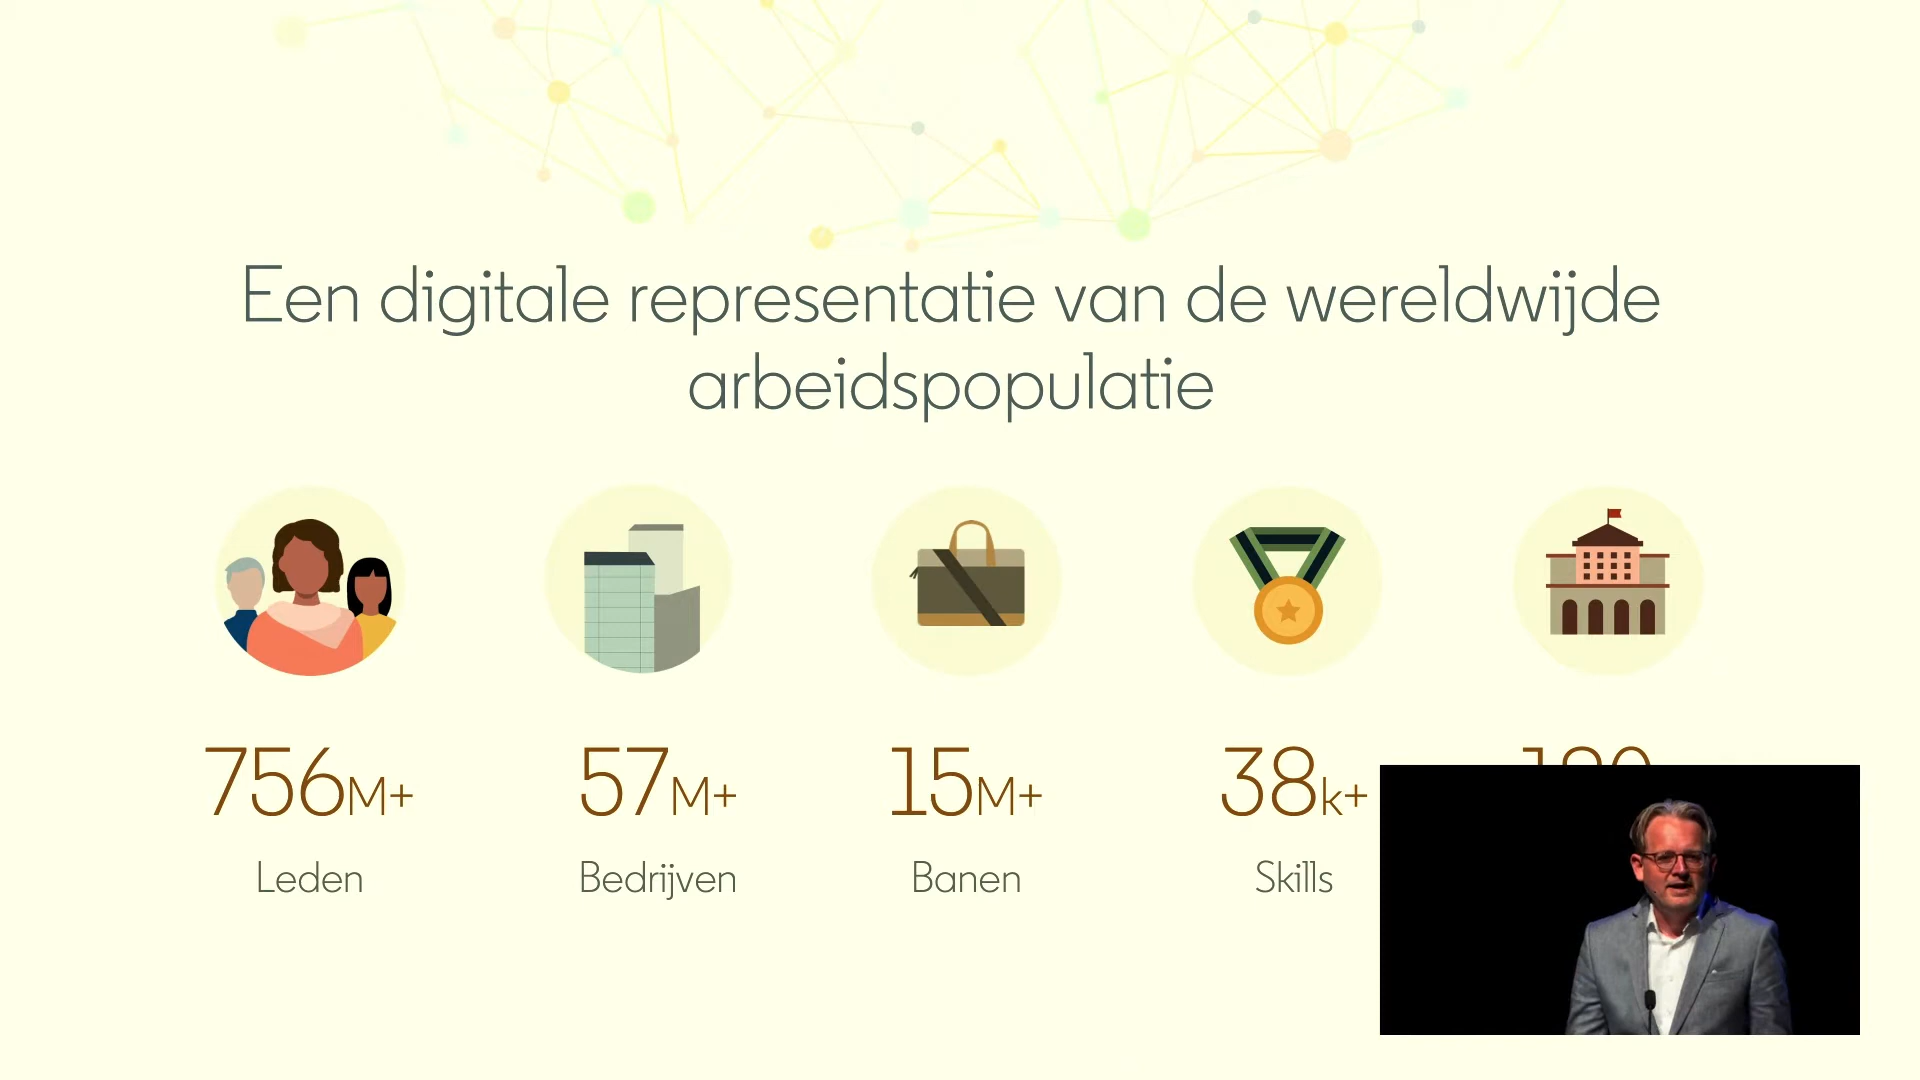 Een digitale representatie van de wereldwijde
arbeidspopulatie
756M+ 57M+ 15M+ 38k+
Leden Bedrijven Banen Skills